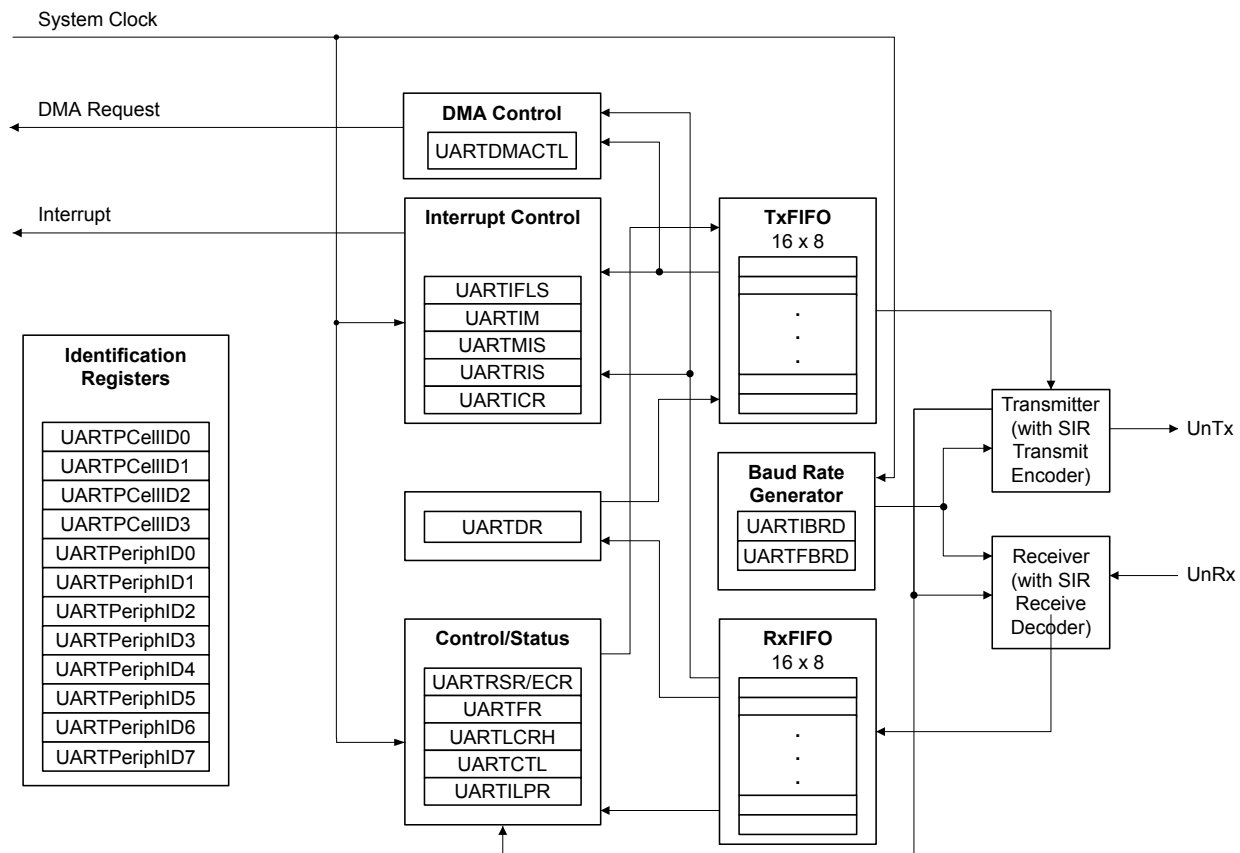 System Clock
DMA Request
DMA Control
UARTDMACTL
Interrupt
Interrupt Control
UARTIFLS
UARTIM
UARTMIS
UARTRIS
UARTICR
TxFIFO
16 x 8
.
.
.
Identification
Registers
UARTPCellID0
UARTPCellID1
UARTPCellID2
UARTPCellID3
UARTPeriphID0
UARTPeriphID1
UARTPeriphID2
UARTPeriphID3
UARTPeriphID4
UARTPeriphID5
UARTPeriphID6
UARTPeriphID7
Transmitter
(with SIR
Transmit
Encoder)
UnTx
UARTDR
Baud Rate
Generator
UARTIBRD
UARTFBRD
Receiver
(with SIR
Receive
Decoder)
UnRx
Control/Status
UARTRSR/ECR
UARTFR
UARTLCRH
UARTCTL
UARTILPR
RxFIFO
16 x 8
.
.
.